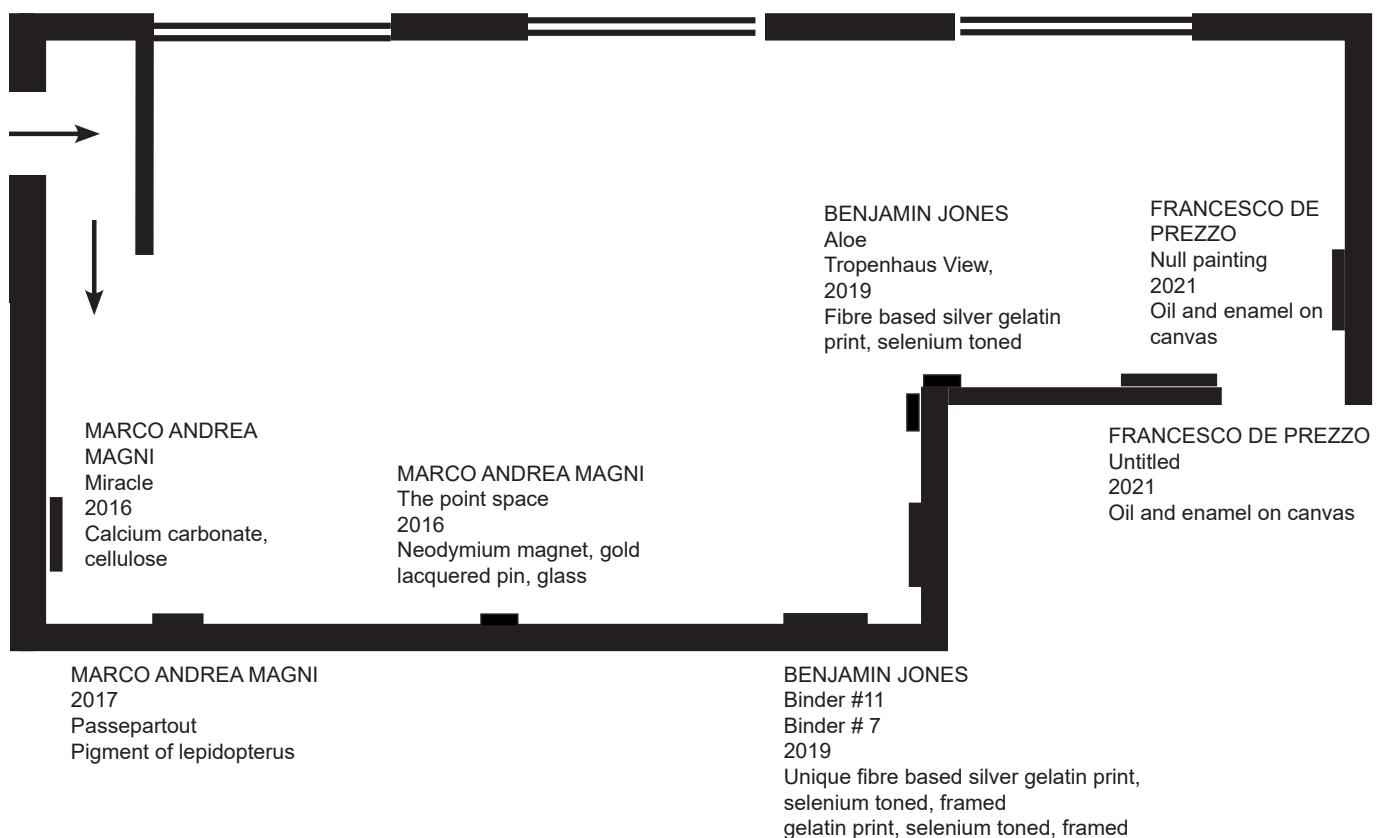 BENJAMIN JONES
Aloe
Tropenhaus View,
2019
Fibre based silver gelatin
print, selenium toned
FRANCESCO DE
PREZZO
Null painting
2021
Oil and enamel on
canvas
MARCO ANDREA
MAGNI
Miracle
2016
Calcium carbonate,
cellulose
MARCO ANDREA MAGNI
The point space
2016
Neodymium magnet, gold
lacquered pin, glass
FRANCESCO DE PREZZO
Untitled
2021
Oil and enamel on canvas
MARCO ANDREA MAGNI
2017
Passepartout
Pigment of lepidopterus
BENJAMIN JONES
Binder #11
Binder # 7
2019
Unique fibre based silver gelatin print,
selenium toned, framed
gelatin print, selenium toned, framed